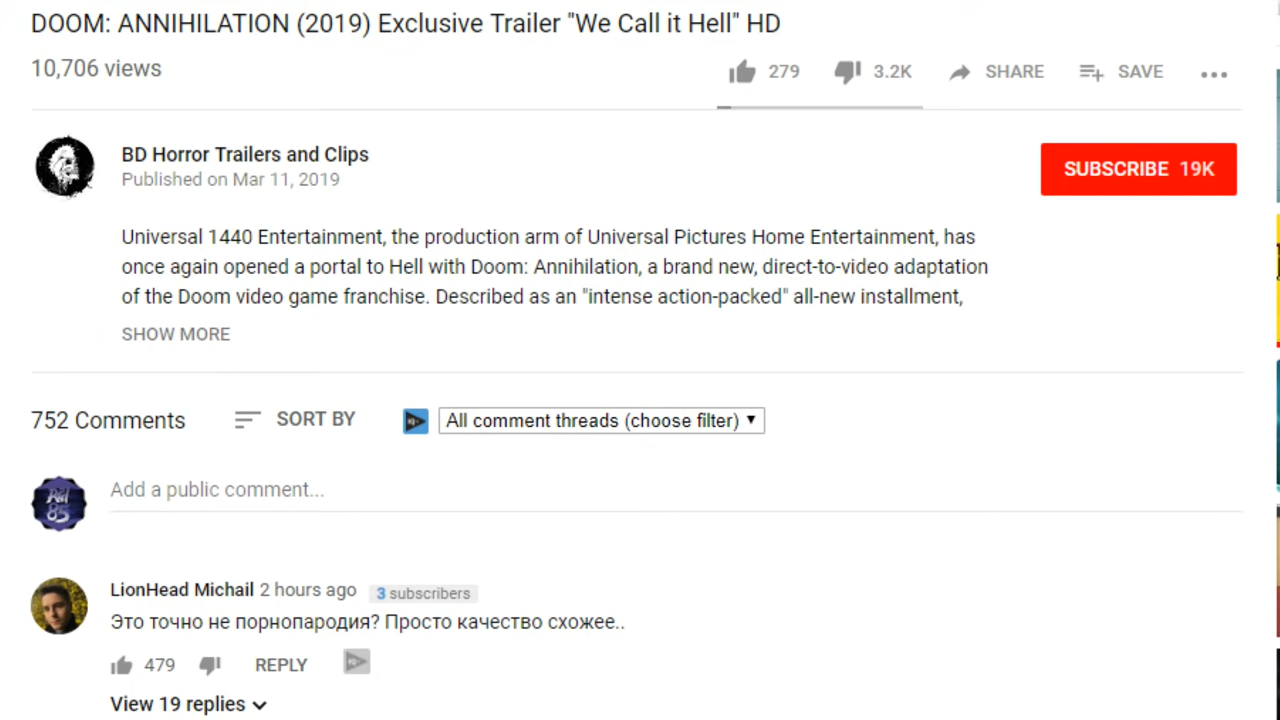 DOOM: ANNIHILATION (2019) Exclusive Trailer "We Call it Hell" HD
10,706 views
279 3.2K SHARE SAVE
BD Horror Trailers and Clips
Published on Mar 11, 2019
SUBSCRIBE 19K
Universal 1440 Entertainment, the production arm of Universal Pictures Home Entertainment, has
once again opened a portal to Hell with Doom: Annihilation, a brand new, direct-to-video adaptation
of the Doom video game franchise. Described as an "intense action-packed" all-new installment,
SHOW MORE
752 Comments SORT BY All comment threads (choose filter)
Add a public comment...
LionHead Michail 2 hours ago 3 subscribers
Это точно не порнопародия? Просто качество схожее..
479 REPLY
View 19 replies